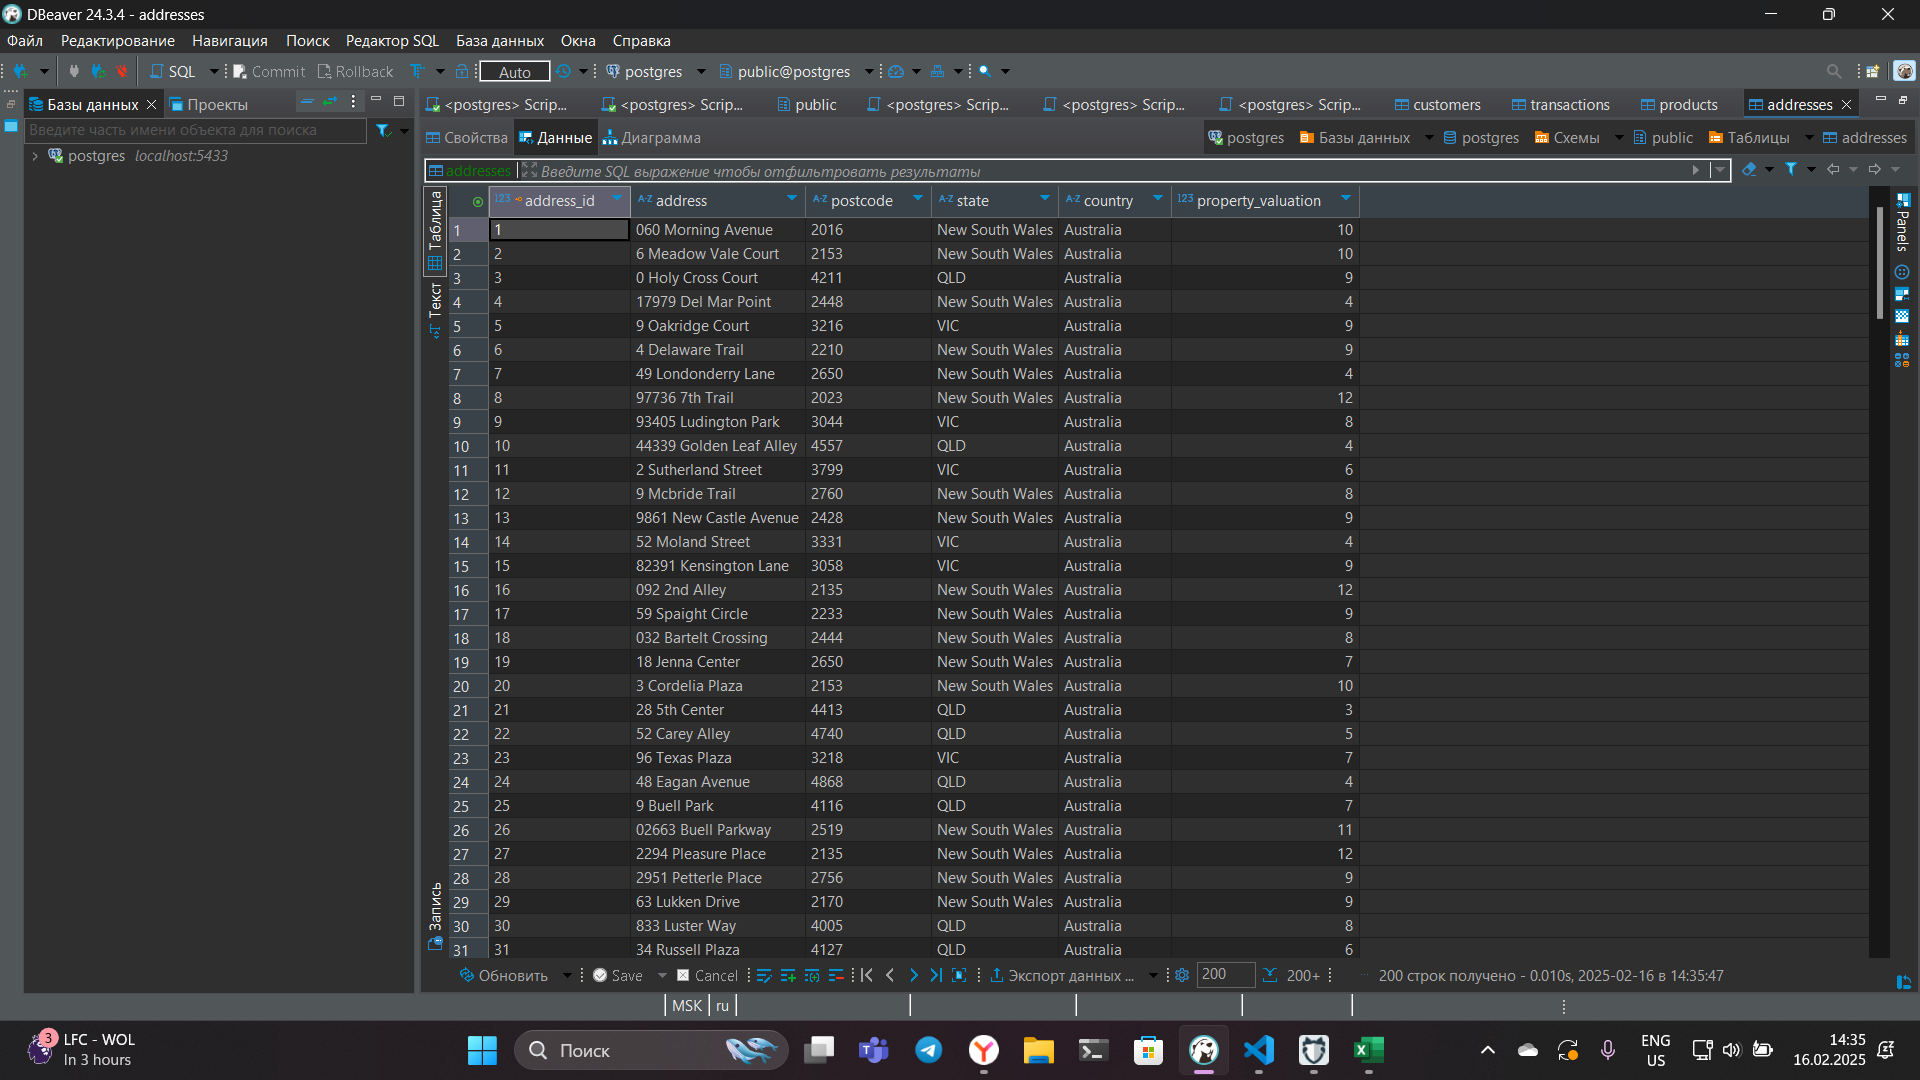 DBeaver 24.3.4 - addresses
Файл Редактирование Навигация Поиск Редактор SQL База данных Окна Справка
SQL Commit Rollback Auto postgres public@postgres
Базы данных Проекты <postgres> Scrip... <postgres> Scrip... public <postgres> Scrip... <postgres> Scrip... <postgres> Scrip... customers transactions products addresses
Введите часть имени объекта для поиска
Свойства Данные Диаграмма postgres Базы данных postgres Схемы public Таблицы addresses
postgres localhost:5433
addresses Введите SQL выражение чтобы отфильтровать результаты
Таблица
Текст
Запись
Panels
123 address_id A-Z address A-Z postcode A-Z state A-Z country 123 property_valuation
1 1 060 Morning Avenue 2016 New South Wales Australia 10
2 2 6 Meadow Vale Court 2153 New South Wales Australia 10
3 3 0 Holy Cross Court 4211 QLD Australia 9
4 4 17979 Del Mar Point 2448 New South Wales Australia 4
5 5 9 Oakridge Court 3216 VIC Australia 9
6 6 4 Delaware Trail 2210 New South Wales Australia 9
7 7 49 Londonderry Lane 2650 New South Wales Australia 4
8 8 97736 7th Trail 2023 New South Wales Australia 12
9 9 93405 Ludington Park 3044 VIC Australia 8
10 10 44339 Golden Leaf Alley 4557 QLD Australia 4
11 11 2 Sutherland Street 3799 VIC Australia 6
12 12 9 Mcbride Trail 2760 New South Wales Australia 8
13 13 9861 New Castle Avenue 2428 New South Wales Australia 9
14 14 52 Moland Street 3331 VIC Australia 4
15 15 82391 Kensington Lane 3058 VIC Australia 9
16 16 092 2nd Alley 2135 New South Wales Australia 12
17 17 59 Spaight Circle 2233 New South Wales Australia 9
18 18 032 Bartelt Crossing 2444 New South Wales Australia 8
19 19 18 Jenna Center 2650 New South Wales Australia 7
20 20 3 Cordelia Plaza 2153 New South Wales Australia 10
21 21 28 5th Center 4413 QLD Australia 3
22 22 52 Carey Alley 4740 QLD Australia 5
23 23 96 Texas Plaza 3218 VIC Australia 7
24 24 48 Eagan Avenue 4868 QLD Australia 4
25 25 9 Buell Park 4116 QLD Australia 7
26 26 02663 Buell Parkway 2519 New South Wales Australia 11
27 27 2294 Pleasure Place 2135 New South Wales Australia 12
28 28 2951 Petterle Place 2756 New South Wales Australia 9
29 29 63 Lukken Drive 2170 New South Wales Australia 9
30 30 833 Luster Way 4005 QLD Australia 8
31 31 34 Russell Plaza 4127 QLD Australia 6
Обновить Save Cancel Экспорт данных ... 200 200+ 200 строк получено - 0.010s, 2025-02-16 в 14:35:47
MSK ru
3 LFC - WOL
In 3 hours
Поиск
ENG
US
14:35
16.02.2025